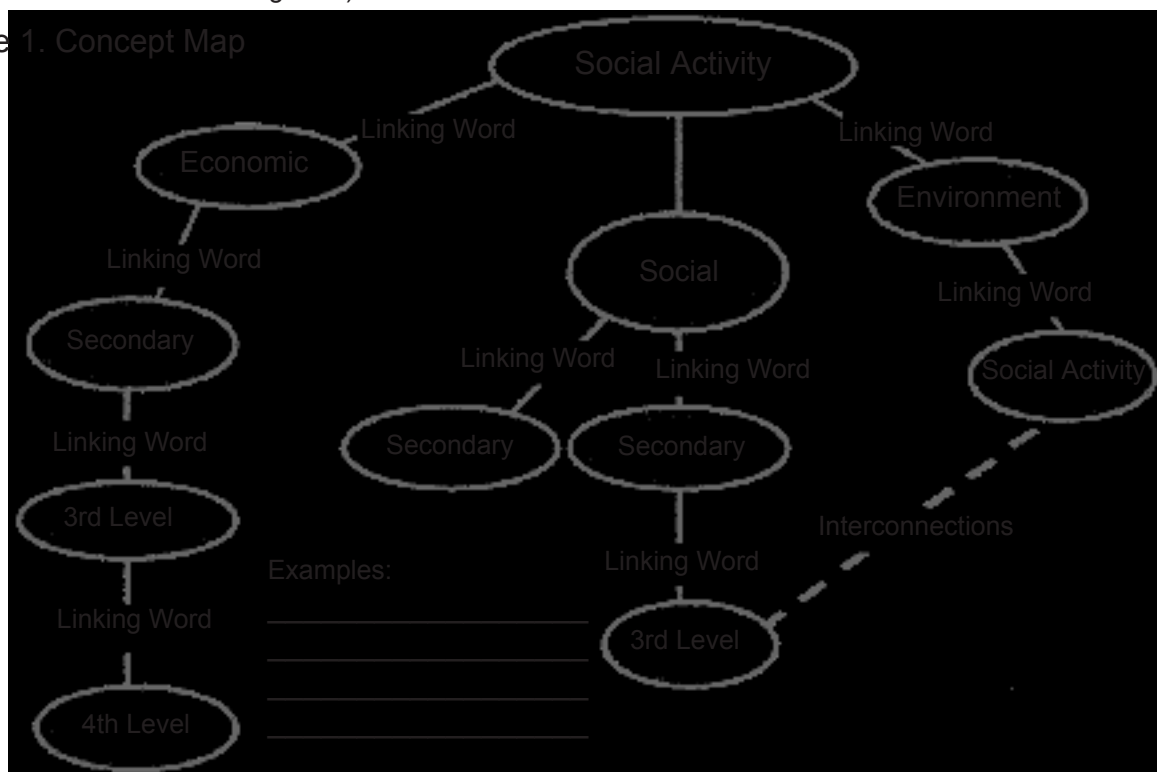 e 1. Concept Map
Social Activity
Linking Word
Linking Word
Economic
Environment
Linking Word
Social
Linking Word
Secondary
Linking Word
Linking Word
Social Activity
Linking Word
Secondary
Secondary
3rd Level
Interconnections
Examples:
Linking Word
Linking Word
3rd Level
4th Level